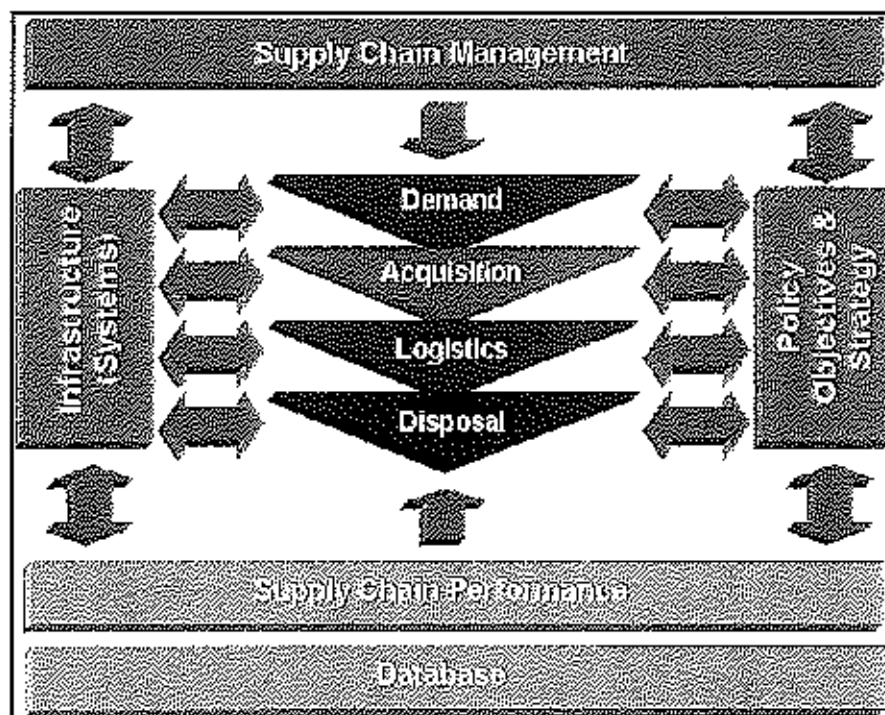 Supply Chain Management
Demand
Acquisition
Logistics
Disposal
Infrastructure
(Systems)
Policy
Objectives &
Strategy
Supply Chain Performance
Database